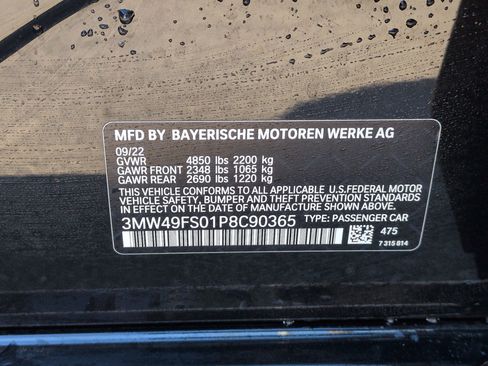 MFD BY BAYERISCHE MOTOREN WERKE AG
09/22
GVWR 4850 lbs 2200 kg
GAWR FRONT 2348 lbs 1065 kg
GAWR REAR 2690 lbs 1220 kg
THIS VEHICLE CONFORMS TO ALL APPLICABLE U.S.FEDERAL MOTOR
VEHICLE SAFETY, BUMPER AND THEFT PREVENTION STANDARDS
IN EFFECT ON THE DATE OF MANUFACTURE SHOWN ABOVE.
3MW49FS01P8C90365 TYPE: PASSENGER CAR
475
7 315 814